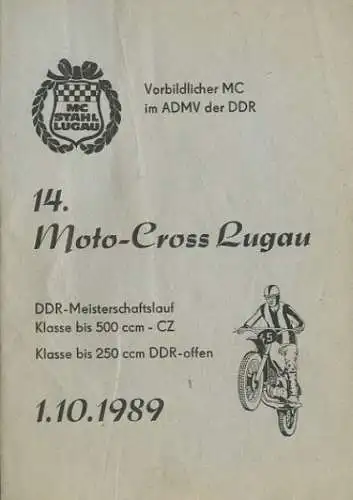 MC
STAHL
LUGAU
Vorbildlicher MC
im ADMV der DDR
14.
Moto-Cross Lugau
DDR-Meisterschaftslauf
Klasse bis 500 ccm - CZ
Klasse bis 250 ccm DDR-offen
45
1.10.1989